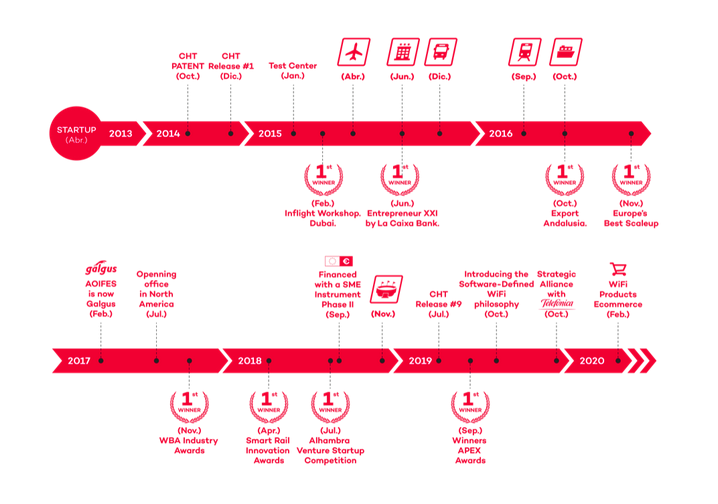 CHT
PATENT
(Oct.)
CHT
Release #1
(Dic.)
Test Center
(Jan.)
(Abr.)
(Jun.)
(Dic.)
(Sep.)
(Oct.)
STARTUP
(Abr.)
2013
2014
2015
2016
1st
WINNER
(Feb.)
Inflight Workshop.
Dubai.
1st
WINNER
(Jun.)
Entrepreneur XXI
by La Caixa Bank.
1st
WINNER
(Oct.)
Export
Andalusia.
1st
WINNER
(Nov.)
Europe's
Best Scaleup
galgus
AOIFES
is now
Galgus
(Feb.)
Openning
office
in North
America
(Jul.)
Financed
with a SME
Instrument
Phase II
(Sep.)
(Nov.)
CHT
Release #9
(Jul.)
Introducing the
Software-Defined
WiFi
philosophy
(Oct.)
Strategic
Alliance
with
Telefónica
(Oct.)
WiFi
Products
Ecommerce
(Feb.)
2017
2018
2019
2020
1st
WINNER
(Nov.)
WBA Industry
Awards
1st
WINNER
(Apr.)
Smart Rail
Innovation
Awards
1st
WINNER
(Jul.)
Alhambra
Venture Startup
Competition
1st
WINNER
(Sep.)
Winners
APEX
Awards